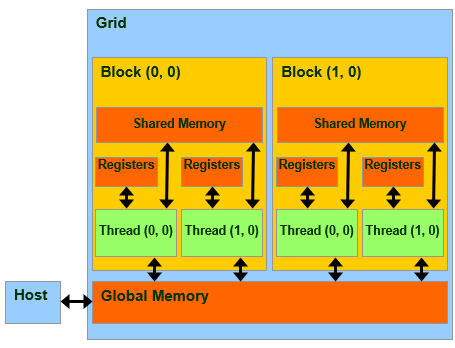 Grid
Block (0, 0)
Block (1, 0)
Shared Memory
Shared Memory
Registers
Registers
Registers
Registers
Thread (0, 0)
Thread (1, 0)
Thread (0, 0)
Thread (1, 0)
Host
Global Memory